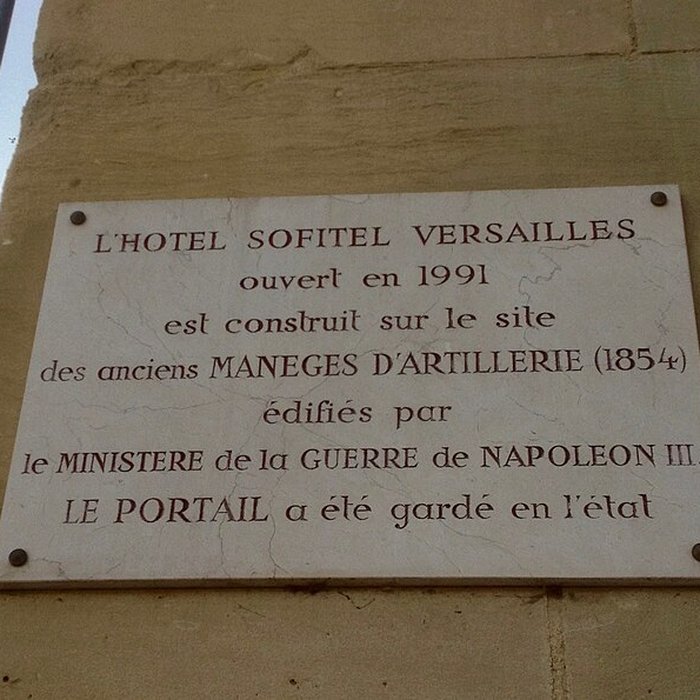 L'HOTEL SOFITEL VERSAILLES
ouvert en 1991
est construit sur le site
des anciens MANEGES D'ARTILLERIE (1854)
édifiés par
le MINISTERE de la GUERRE de NAPOLEON III
LE PORTAIL a été gardé en l'état